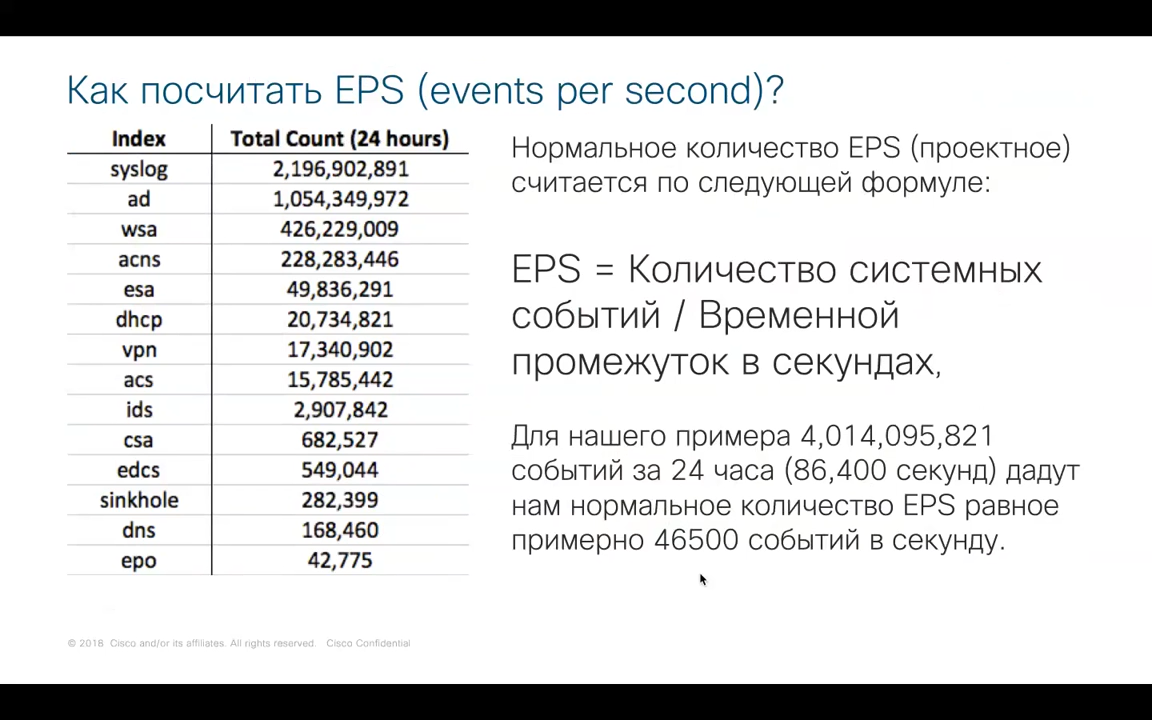 Как посчитать EPS (events per second)?
Index Total Count (24 hours)
syslog 2,196,902,891
ad 1,054,349,972
wsa 426,229,009
acns 228,283,446
esa 49,836,291
dhcp 20,734,821
vpn 17,340,902
acs 15,785,442
ids 2,907,842
csa 682,527
edcs 549,044
sinkhole 282,399
dns 168,460
epo 42,775
Нормальное количество EPS (проектное)
считается по следующей формуле:
EPS = Количество системных
событий / Временной
промежуток в секундах,
Для нашего примера 4,014,095,821
событий за 24 часа (86,400 секунд) дадут
нам нормальное количество EPS равное
примерно 46500 событий в секунду.
© 2018 Cisco and/or its affiliates. All rights reserved. Cisco Confidential